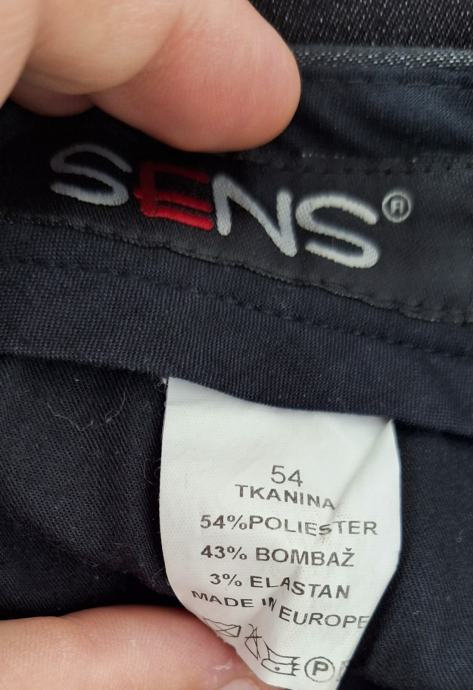 SENS®
54
TKANINA
54%POLIESTER
43% BOMBAŽ
3% ELASTAN
MADE IN EUROPE
P